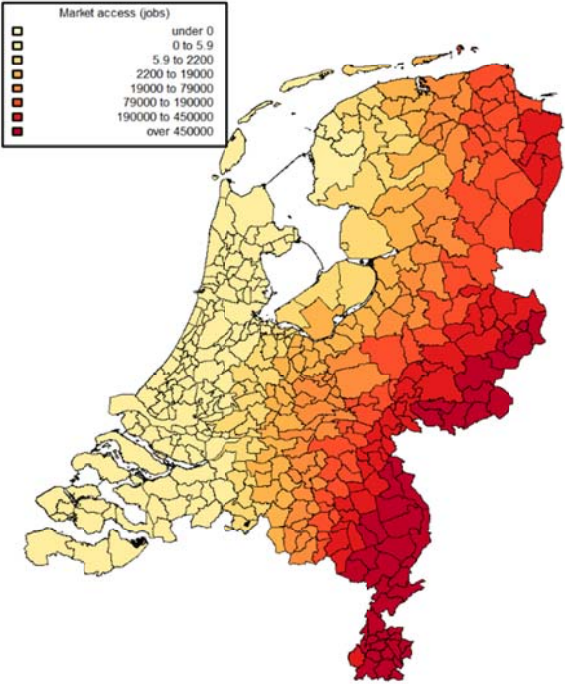 Market access (jobs)
under 0
0 to 5.9
5.9 to 2200
2200 to 19000
19000 to 79000
79000 to 190000
190000 to 450000
over 450000